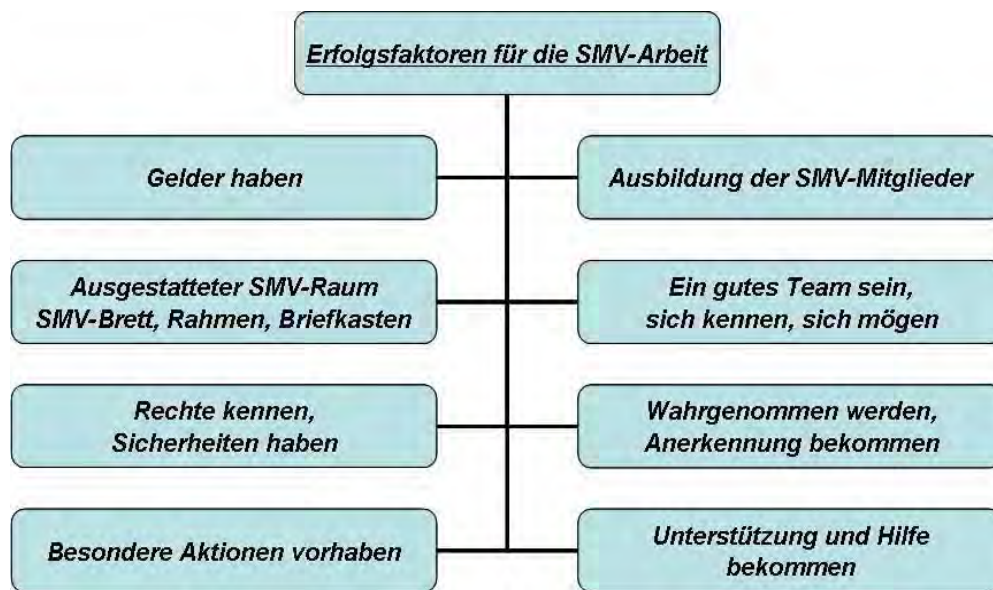 Erfolgsfaktoren für die SMV-Arbeit
Gelder haben
Ausbildung der SMV-Mitglieder
Ausgestatteter SMV-Raum
SMV-Brett, Rahmen, Briefkasten
Ein gutes Team sein,
sich kennen, sich mögen
Rechte kennen,
Sicherheiten haben
Wahrgenommen werden,
Anerkennung bekommen
Besondere Aktionen vorhaben
Unterstützung und Hilfe
bekommen